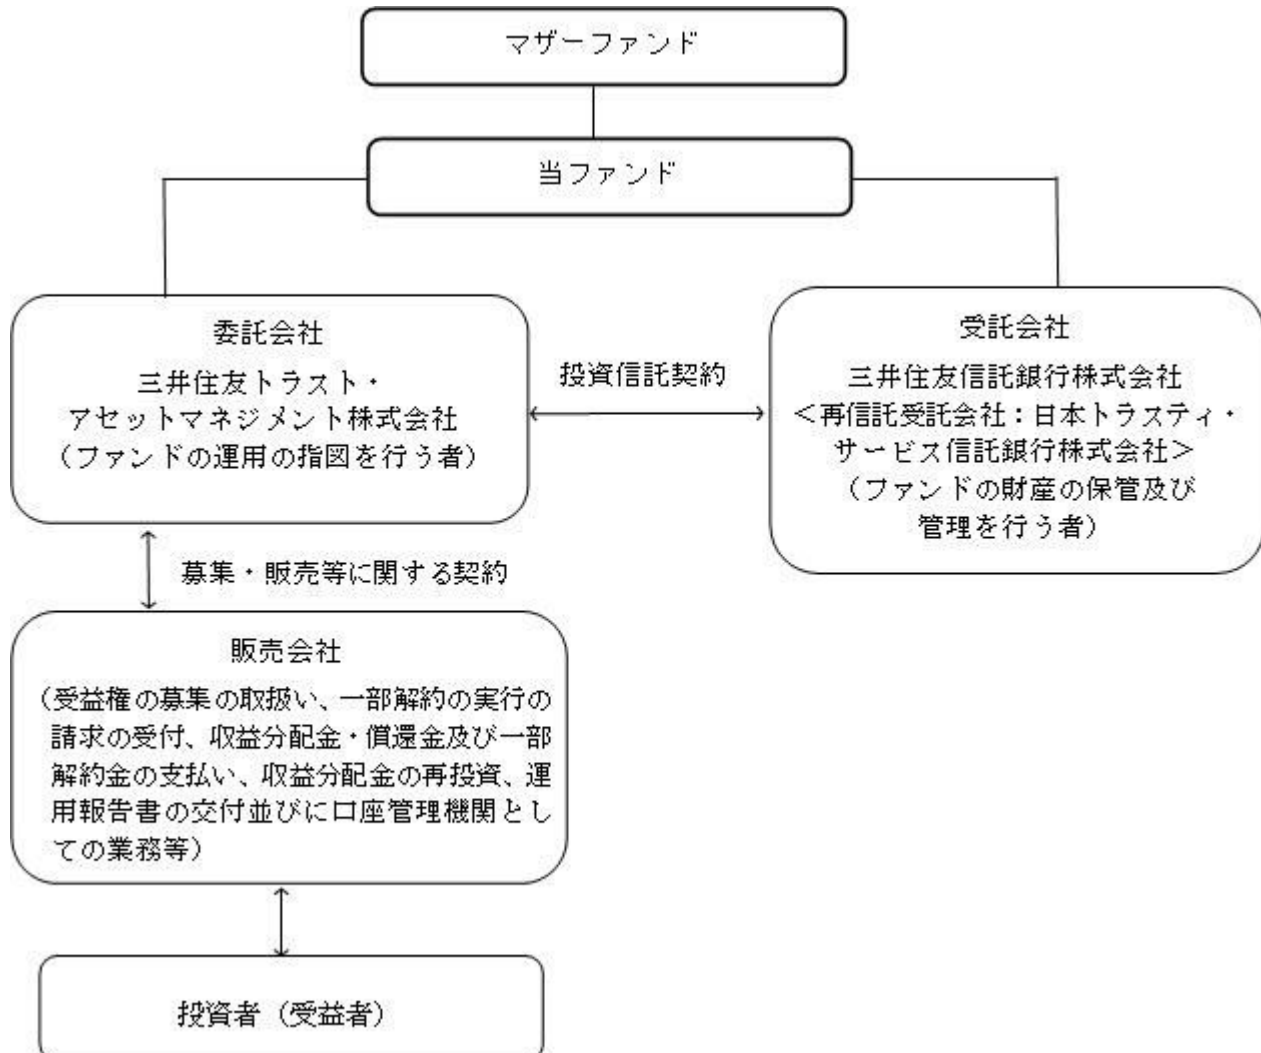 マザーファンド
当ファンド
委託会社
三井住友トラスト・
アセットマネジメント株式会社
（ファンドの運用の指図を行う者）
投資信託契約
受託会社
三井住友信託銀行株式会社
＜再信託受託会社：日本トラスティ・
サービス信託銀行株式会社＞
（ファンドの財産の保管及び
管理を行う者）
募集・販売等に関する契約
販売会社
（受益権の募集の取扱い、一部解約の実行の
請求の受付、収益分配金・償還金及び一部
解約金の支払い、収益分配金の再投資、運
用報告書の交付並びに口座管理機関とし
ての業務等）
投資者（受益者）